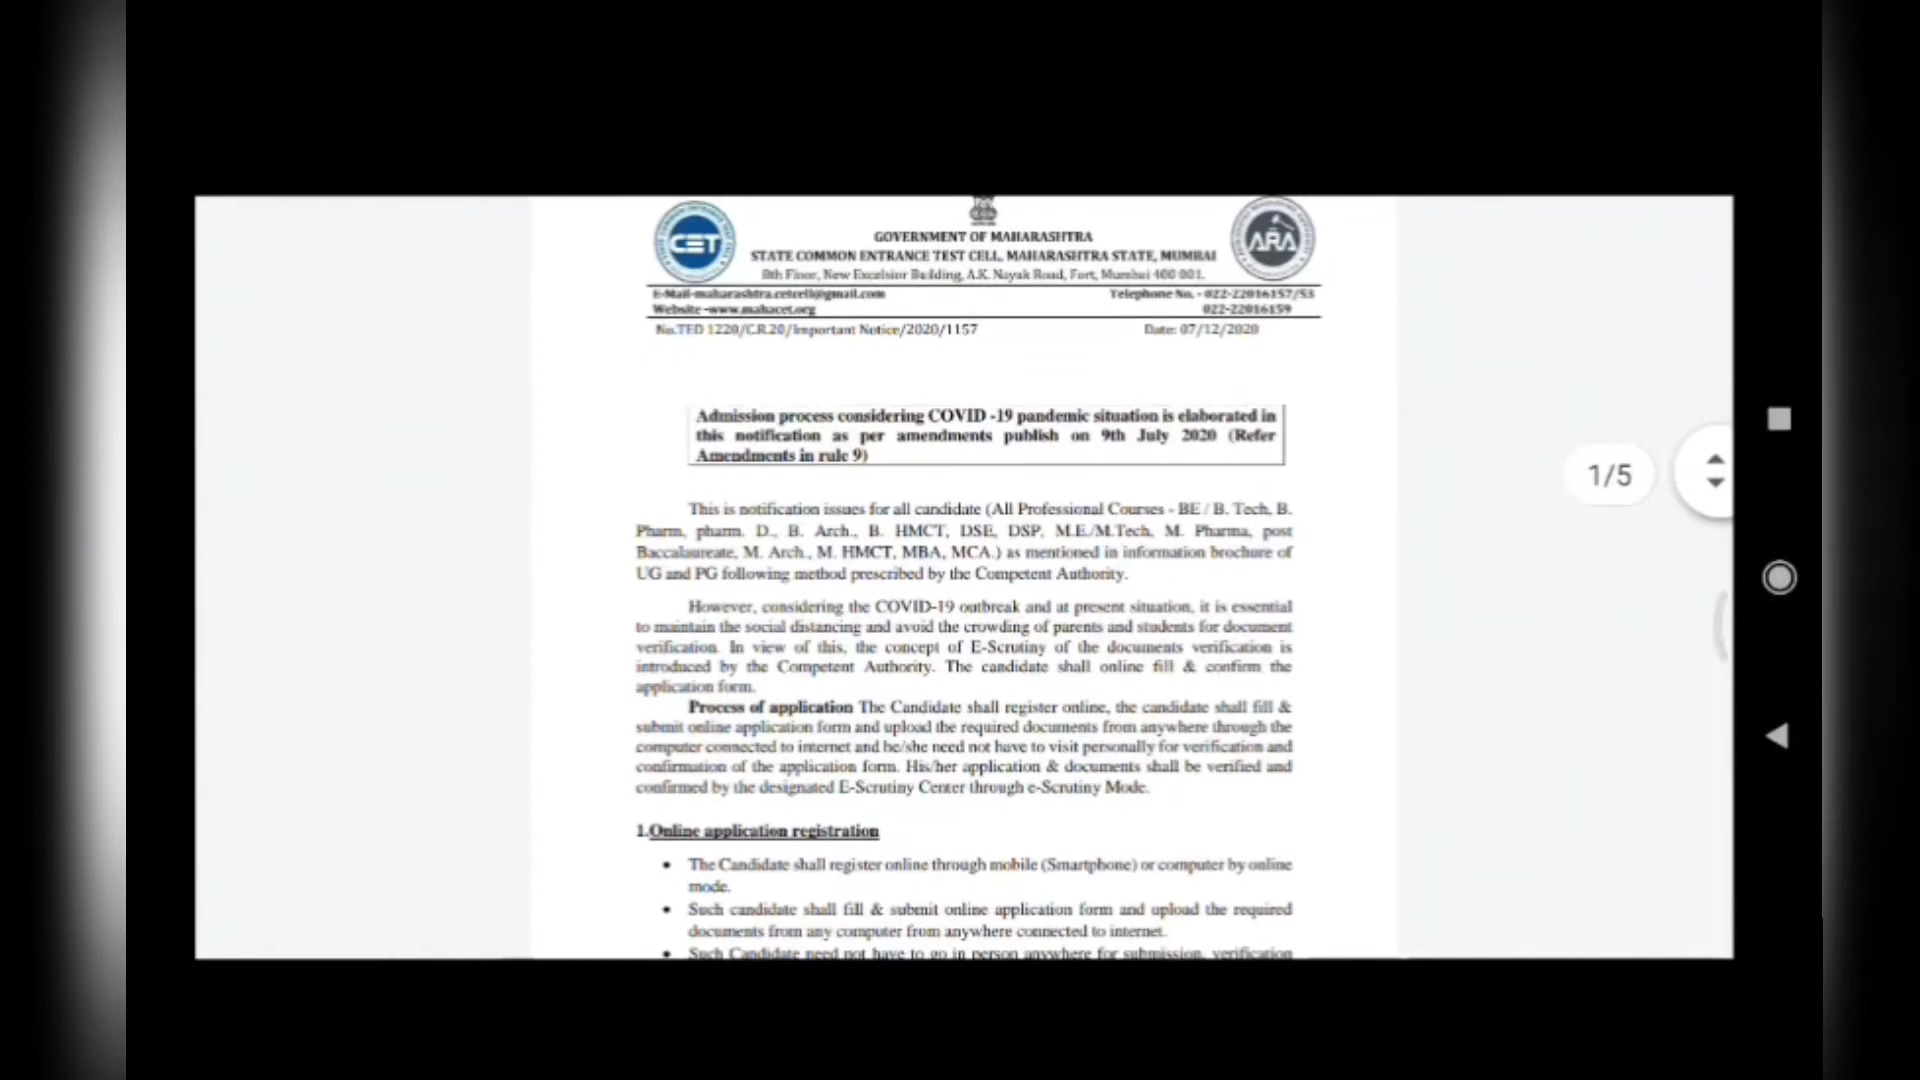 CET
ARA
GOVERNMENT OF MAHARASHTRA
STATE COMMON ENTRANCE TEST CELL, MAHARASHTRA STATE, MUMBAI
8th Floor, New Excelsior Building, A.K. Nayak Road, Fort, Mumbai 400 001.
E-Mail-maharashtra.cetcell@gmail.com Telephone No. - 022-22016157/53
Website -www.mahacet.org 022-22016159
No.TED 1220/C.R.20/Important Notice/2020/1157 Date: 07/12/2020
Admission process considering COVID -19 pandemic situation is elaborated in
this notification as per amendments publish on 9th July 2020 (Refer
Amendments in rule 9)
1/5
This is notification issues for all candidate (All Professional Courses - BE / B. Tech, B.
Pharm, pharm. D., B. Arch., B. HMCT, DSE, DSP, M.E./M.Tech, M. Pharma, post
Baccalaureate, M. Arch., M. HMCT, MBA, MCA.) as mentioned in information brochure of
UG and PG following method prescribed by the Competent Authority.
However, considering the COVID-19 outbreak and at present situation, it is essential
to maintain the social distancing and avoid the crowding of parents and students for document
verification. In view of this, the concept of E-Scrutiny of the documents verification is
introduced by the Competent Authority. The candidate shall online fill & confirm the
application form.
Process of application The Candidate shall register online, the candidate shall fill &
submit online application form and upload the required documents from anywhere through the
computer connected to internet and he/she need not have to visit personally for verification and
confirmation of the application form. His/her application & documents shall be verified and
confirmed by the designated E-Scrutiny Center through e-Scrutiny Mode.
1.Online application registration
• The Candidate shall register online through mobile (Smartphone) or computer by online
mode.
• Such candidate shall fill & submit online application form and upload the required
documents from any computer from anywhere connected to internet.
• Such Candidate need not have to go in person anywhere for submission, verification